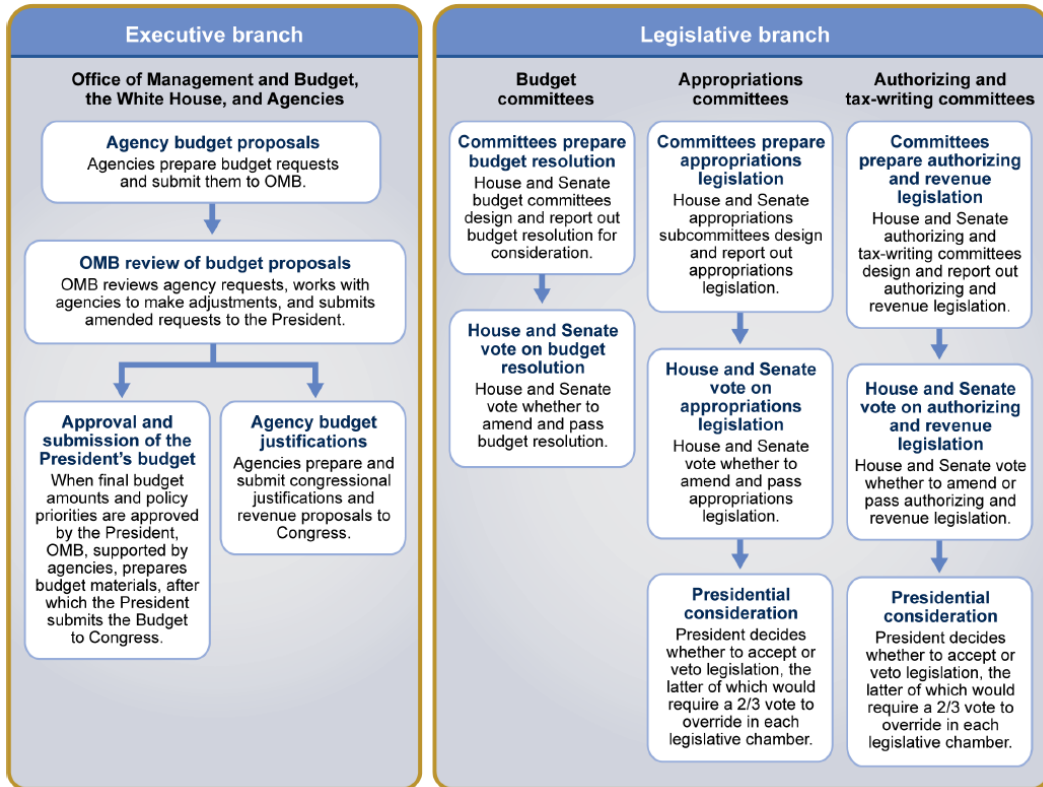 Executive branch
Office of Management and Budget,
the White House, and Agencies
Agency budget proposals
Agencies prepare budget requests
and submit them to OMB.
OMB review of budget proposals
OMB reviews agency requests, works with
agencies to make adjustments, and submits
amended requests to the President.
Approval and
submission of the
President's budget
When final budget
amounts and policy
priorities are approved
by the President,
OMB, supported by
agencies, prepares
budget materials, after
which the President
submits the Budget
to Congress.
Agency budget
justifications
Agencies prepare and
submit congressional
justifications and
revenue proposals to
Congress.
Legislative branch
Budget
committees
Committees prepare
budget resolution
House and Senate
budget committees
design and report out
budget resolution for
consideration.
House and Senate
vote on budget
resolution
House and Senate
vote whether to
amend and pass
budget resolution.
Appropriations
committees
Committees prepare
appropriations
legislation
House and Senate
appropriations
subcommittees design
and report out
appropriations
legislation.
House and Senate
vote on
appropriations
legislation
House and Senate
vote whether to
amend and pass
appropriations
legislation.
Presidential
consideration
President decides
whether to accept or
veto legislation, the
latter of which would
require a 2/3 vote to
override in each
legislative chamber.
Authorizing and
tax-writing committees
Committees
prepare authorizing
and revenue
legislation
House and Senate
authorizing and
tax-writing committees
design and report out
authorizing and
revenue legislation.
House and Senate
vote on authorizing
and revenue
legislation
House and Senate vote
whether to amend or
pass authorizing and
revenue legislation.
Presidential
consideration
President decides
whether to accept or
veto legislation, the
latter of which would
require a 2/3 vote to
override in each
legislative chamber.